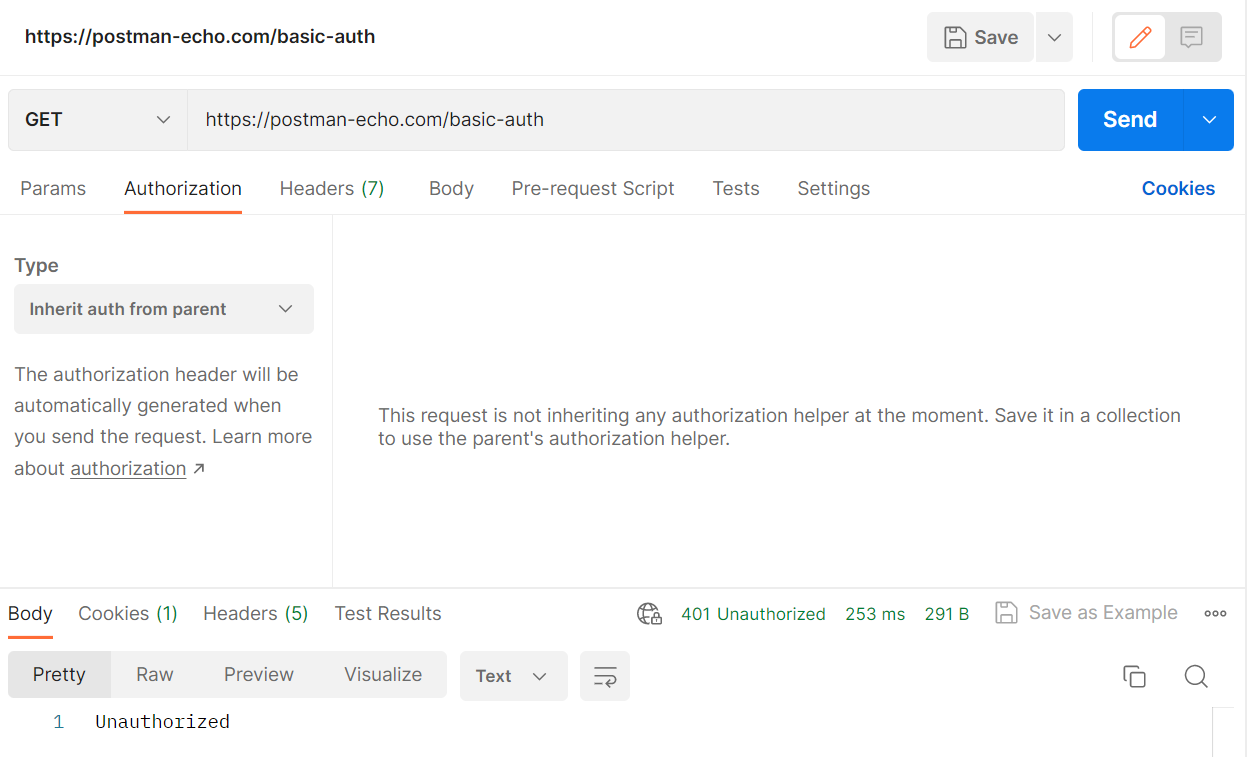 https://postman-echo.com/basic-auth
Save
GET
https://postman-echo.com/basic-auth
Send
Params
Authorization
Headers (7)
Body
Pre-request Script
Tests
Settings
Cookies
Type
Inherit auth from parent
The authorization header will be
automatically generated when
you send the request. Learn more
about authorization ↗
This request is not inheriting any authorization helper at the moment. Save it in a collection
to use the parent's authorization helper.
Body
Cookies (1)
Headers (5)
Test Results
401 Unauthorized
253 ms
291 B
Save as Example
Pretty
Raw
Preview
Visualize
Text
1 Unauthorized